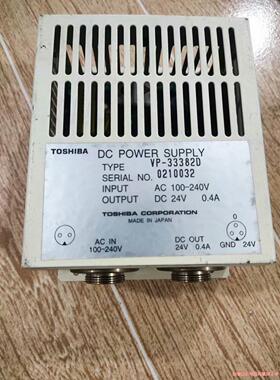 TOSHIBA DC POWER SUPPLY
TYPE VP-33382D
SERIAL NO. 0210032
INPUT AC 100-240V
OUTPUT DC 24V 0.4A
TOSHIBA CORPORATION
MADE IN JAPAN
AC IN
100-240V
DC OUT
24V 0.4A
0
GND 24V